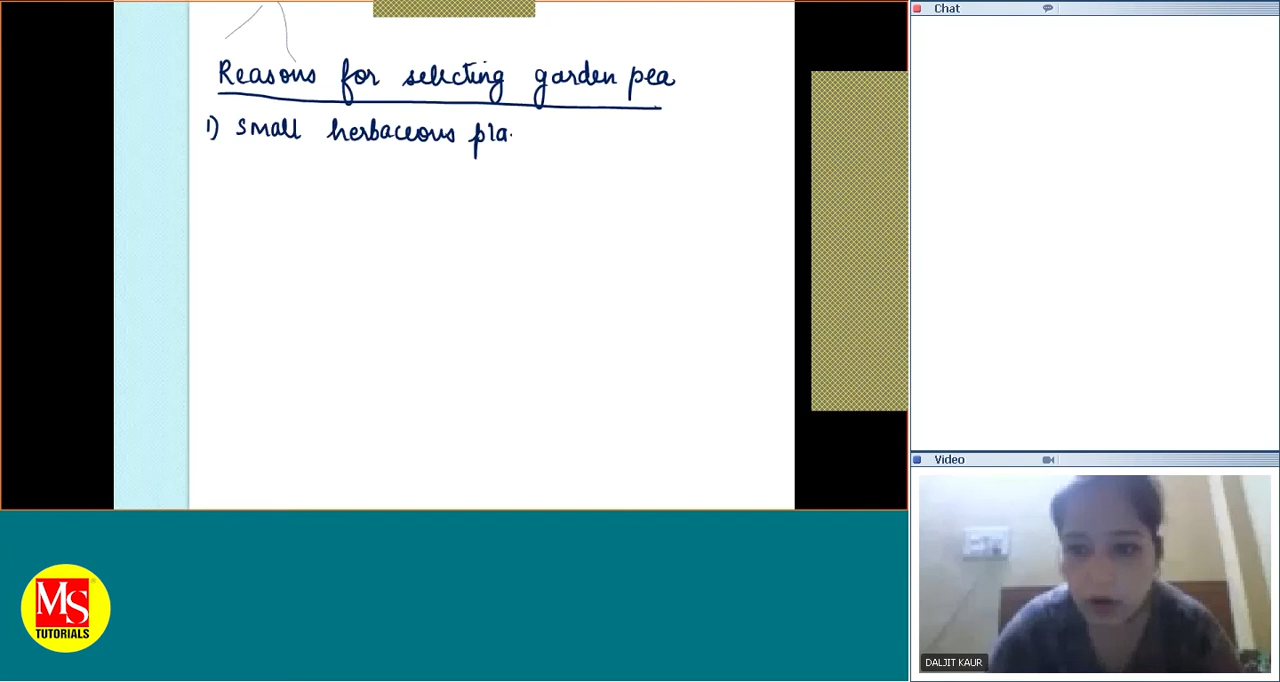 Chat
Reasons for selecting garden pea
1) Small herbaceous pla
Video
MS
TUTORIALS
DALJIT KAUR